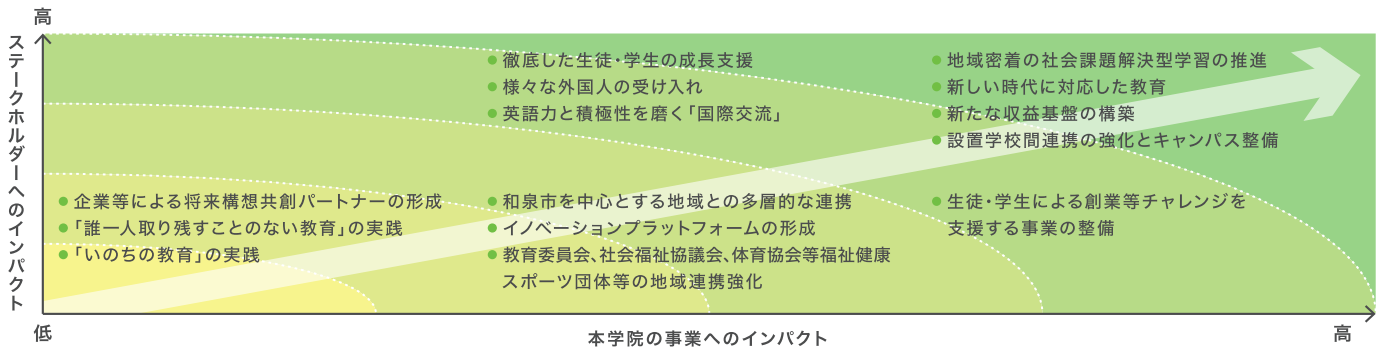 高
ステークホルダーへのインパクト
● 徹底した生徒・学生の成長支援
● 様々な外国人の受け入れ
● 英語力と積極性を磨く「国際交流」
● 地域密着の社会課題解決型学習の推進
● 新しい時代に対応した教育
● 新たな収益基盤の構築
● 設置学校間連携の強化とキャンパス整備
● 企業等による将来構想共創パートナーの形成
● 「誰一人取り残すことのない教育」の実践
● 「いのちの教育」の実践
● 和泉市を中心とする地域との多層的な連携
● イノベーションプラットフォームの形成
● 教育委員会、社会福祉協議会、体育協会等福祉健康
スポーツ団体等の地域連携強化
● 生徒・学生による創業等チャレンジを
支援する事業の整備
低
本学院の事業へのインパクト
高